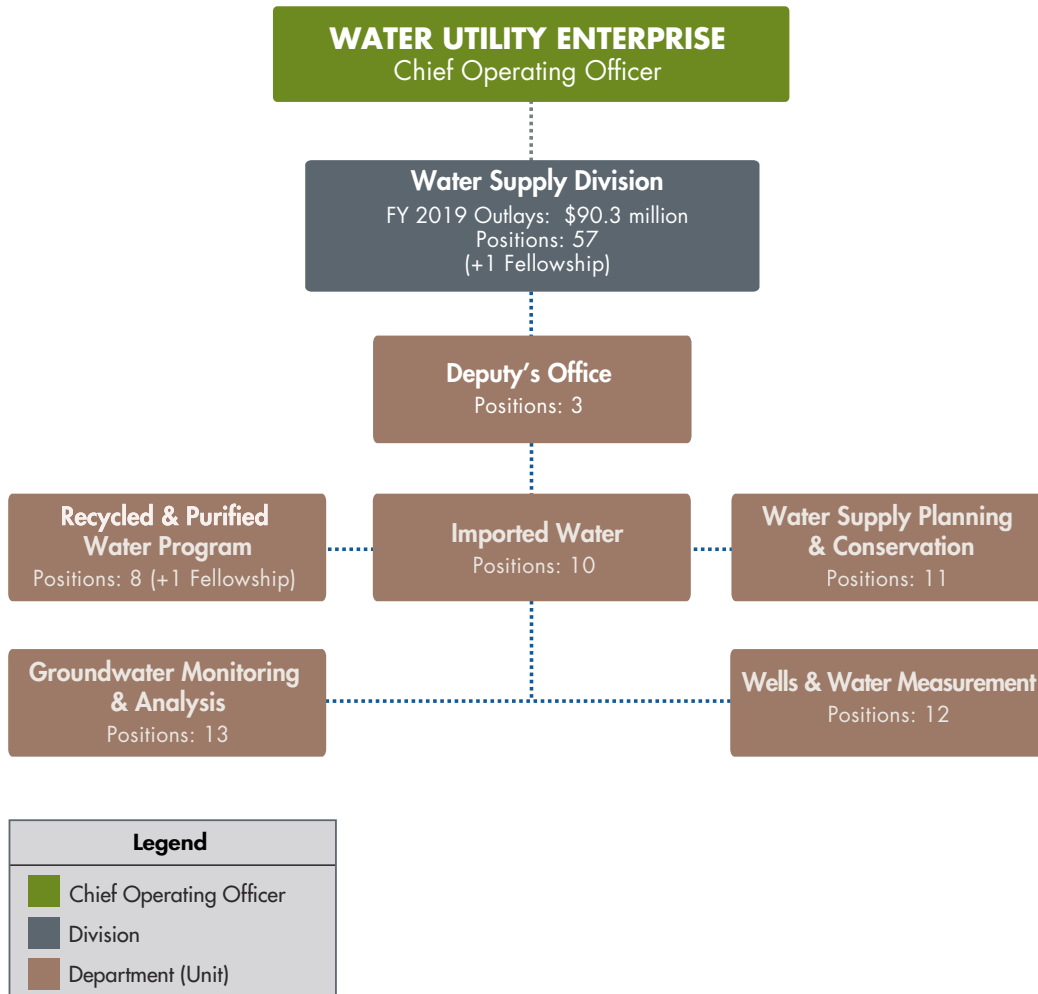 WATER UTILITY ENTERPRISE
Chief Operating Officer
Water Supply Division
FY 2019 Outlays: $90.3 million
Positions: 57
(+1 Fellowship)
Deputy’s Office
Positions: 3
Recycled & Purified
Water Program
Positions: 8 (+1 Fellowship)
Imported Water
Positions: 10
Water Supply Planning
& Conservation
Positions: 11
Groundwater Monitoring
& Analysis
Positions: 13
Wells & Water Measurement
Positions: 12
Legend
Chief Operating Officer
Division
Department (Unit)